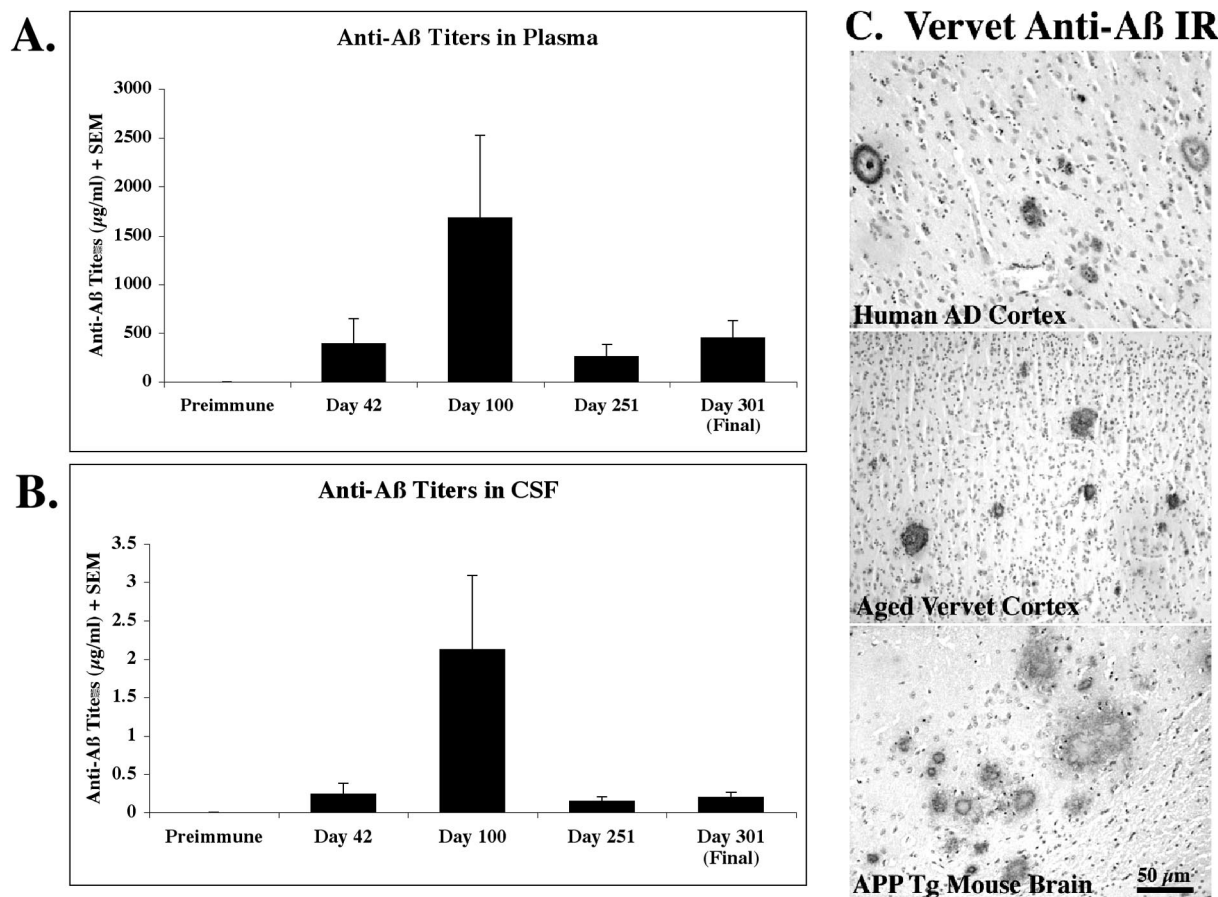 A.
Anti-Aß Titers in Plasma
Anti-Aß (µg/ml) + SEM
3000
2500
2000
1500
1000
500
0
Preimmune
Day 42
Day 100
Day 251
Day 301
(Final)
B.
Anti-Aß Titers in CSF
Anti-Aß (µg/ml) + SEM
3.5
3
2.5
2
1.5
1
0.5
0
Preimmune
Day 42
Day 100
Day 251
Day 301
(Final)
C. Vervet Anti-Aß IR
Human AD Cortex
Aged Vervet Cortex
APP Tg Mouse Brain
50 µm